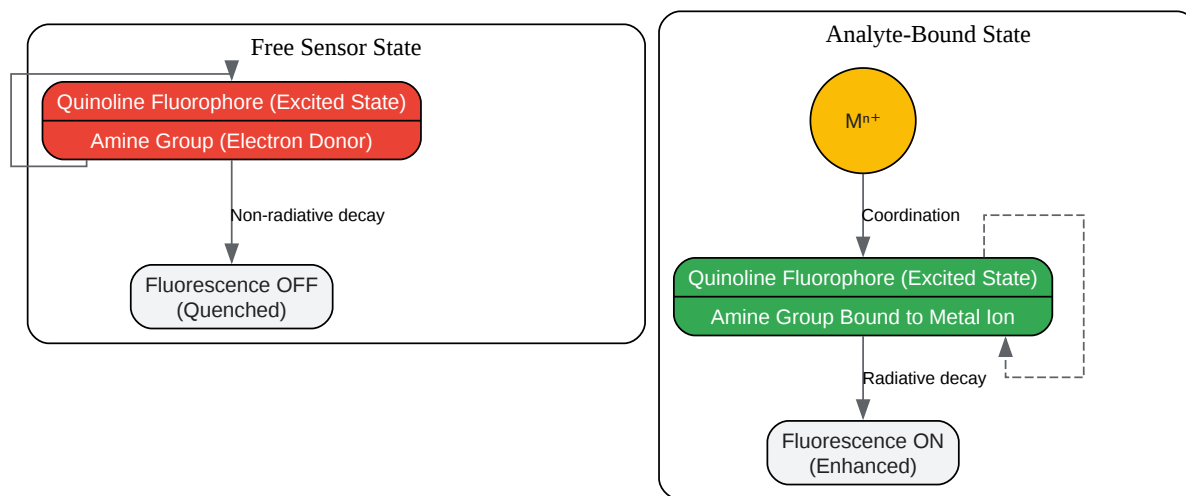 Free Sensor State
Quinoline Fluorophore (Excited State)
Amine Group (Electron Donor)
Non-radiative decay
Fluorescence OFF
(Quenched)
Analyte-Bound State
Mⁿ⁺
Coordination
Quinoline Fluorophore (Excited State)
Amine Group Bound to Metal Ion
Radiative decay
Fluorescence ON
(Enhanced)